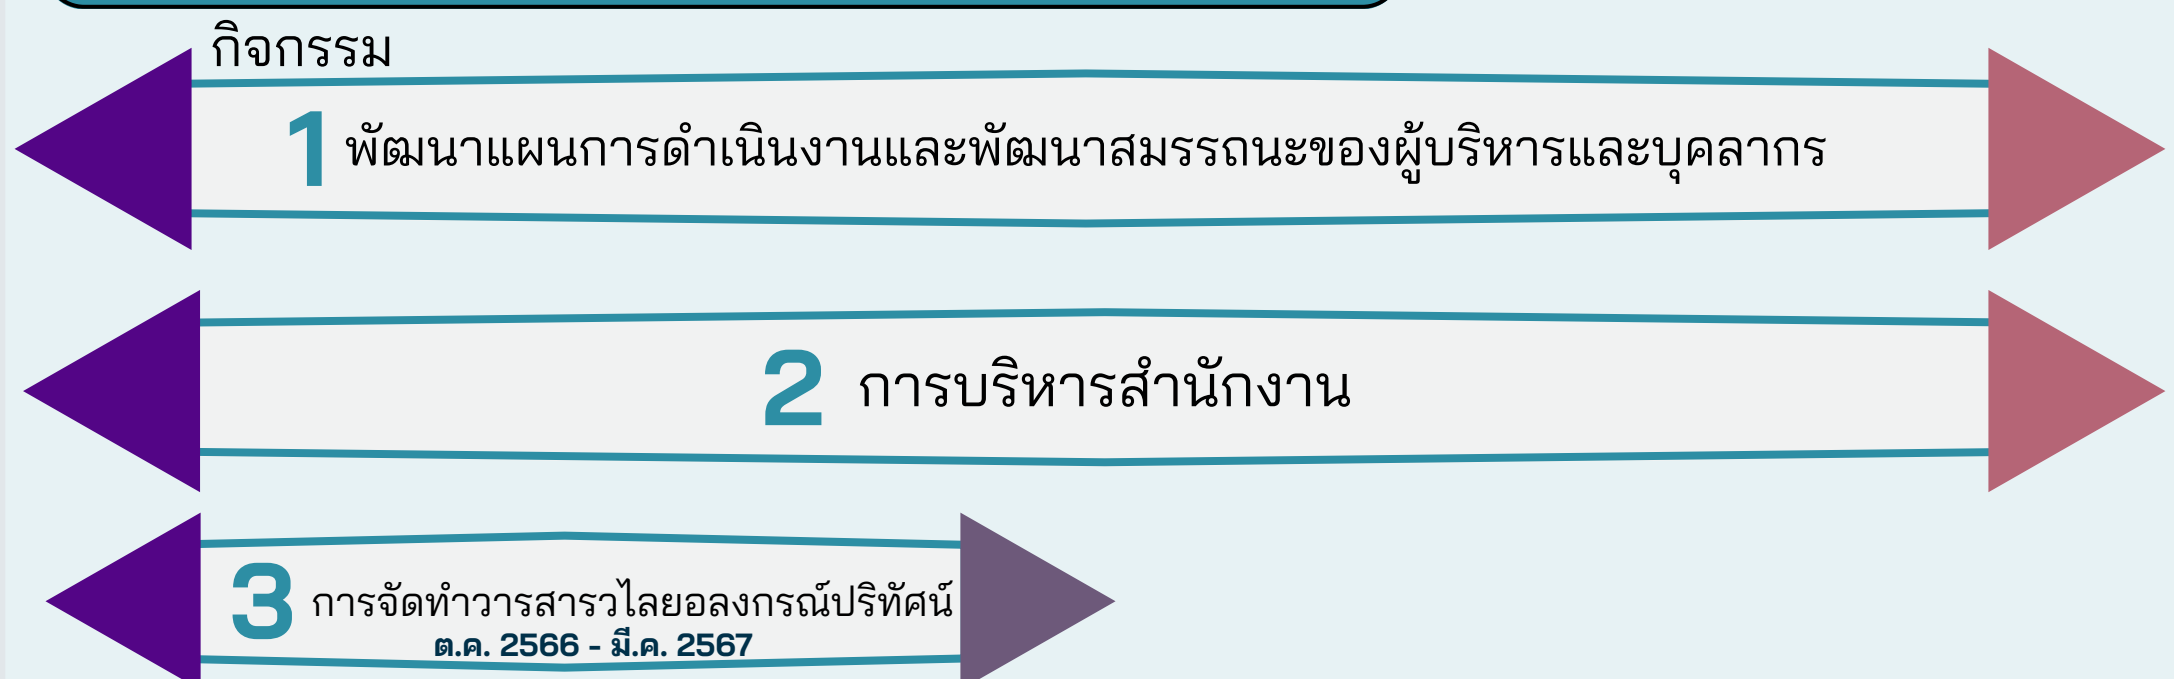 กิจกรรม
1 พัฒนาแผนการดำเนินงานและพัฒนาสมรรถนะของผู้บริหารและบุคลากร
2 การบริหารสำนักงาน
3 การจัดทำวารสารวไลยอลงกรณ์ปริทัศน์
ต.ค. 2566 - มี.ค. 2567